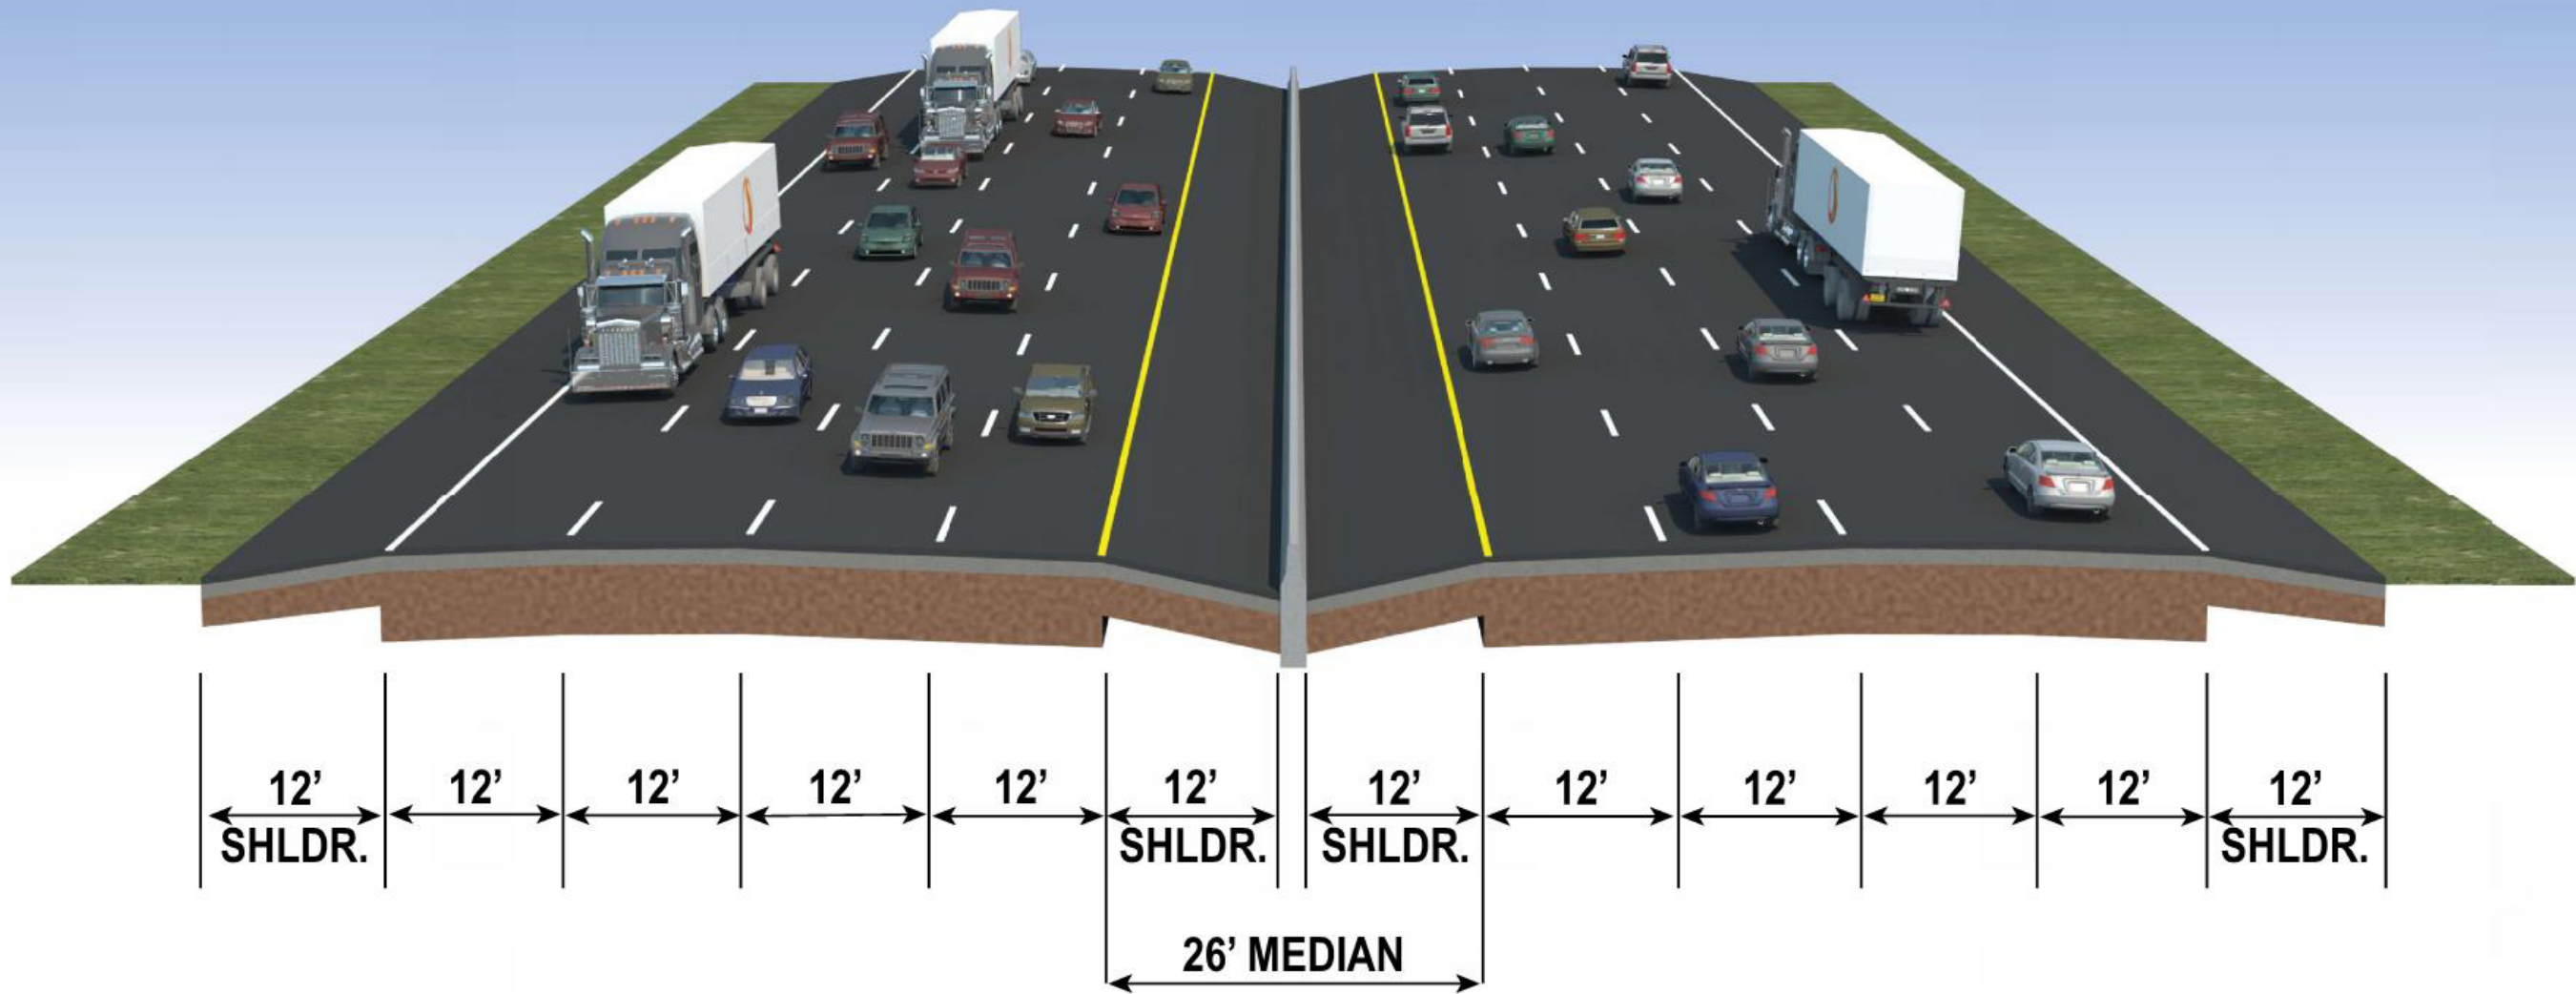 12’ 12’ 12’ 12’ 12’ 12’ 12’ 12’ 12’ 12’ 12’ 12’
SHLDR. SHLDR. SHLDR. SHLDR.
26’ MEDIAN